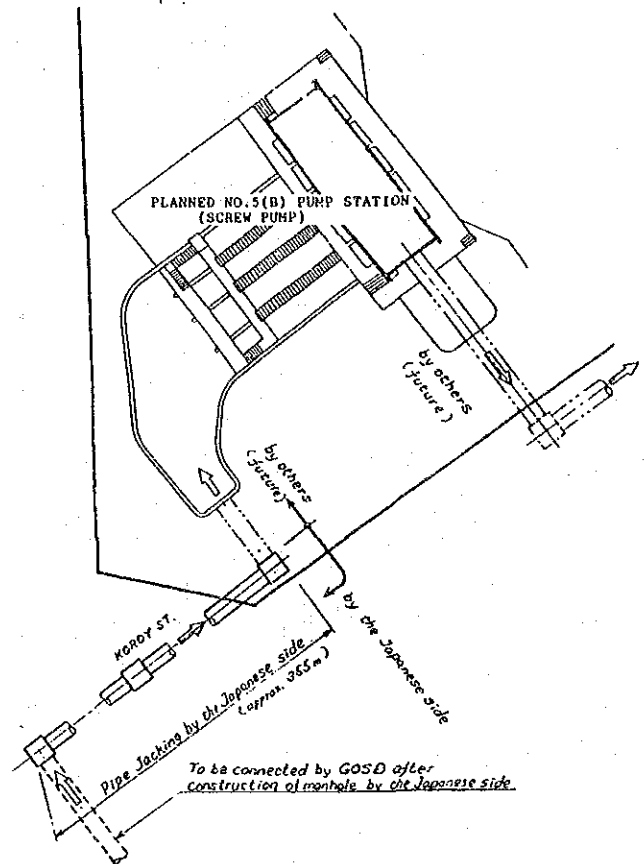 PLANNED NO.5(B) PUMP STATION
(SCREW PUMP)
by others
(future)
by others
(future)
by the Japanese side
KORDY ST.
Pipe Jacking by the Japanese side
(approx. 355m)
To be connected by GOSD after
construction of manhole by the Japanese side